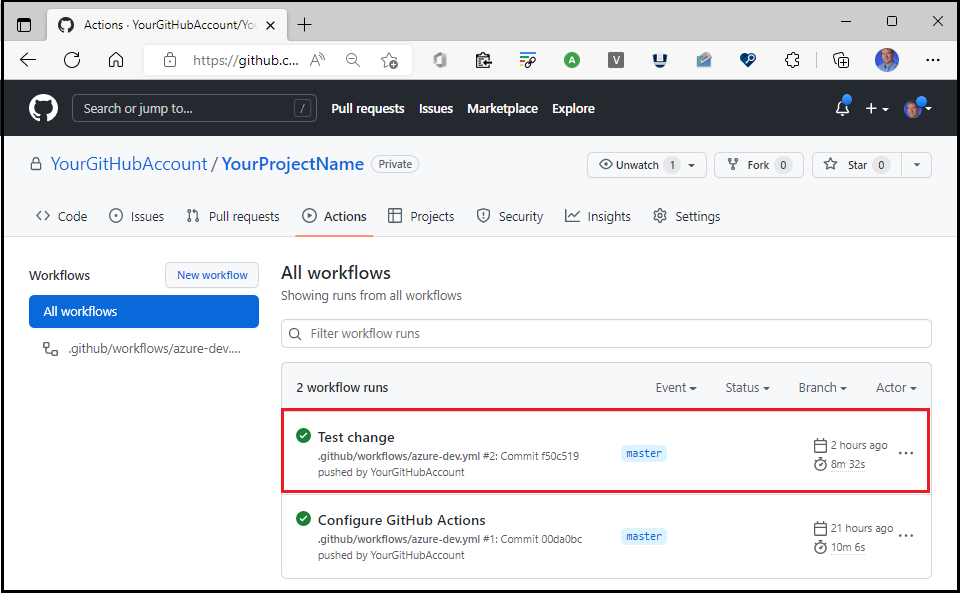 Actions · YourGitHubAccount/Yo
https://github.c...
A
V
Search or jump to...
/
Pull requests
Issues
Marketplace
Explore
YourGitHubAccount / YourProjectName
Private
Unwatch 1
Fork 0
Star 0
Code
Issues
Pull requests
Actions
Projects
Security
Insights
Settings
Workflows
New workflow
All workflows
.github/workflows/azure-dev....
All workflows
Showing runs from all workflows
Filter workflow runs
2 workflow runs
Event
Status
Branch
Actor
Test change
.github/workflows/azure-dev.yml #2: Commit f50c519
pushed by YourGitHubAccount
master
2 hours ago
8m 32s
Configure GitHub Actions
.github/workflows/azure-dev.yml #1: Commit 00da0bc
pushed by YourGitHubAccount
master
21 hours ago
10m 6s